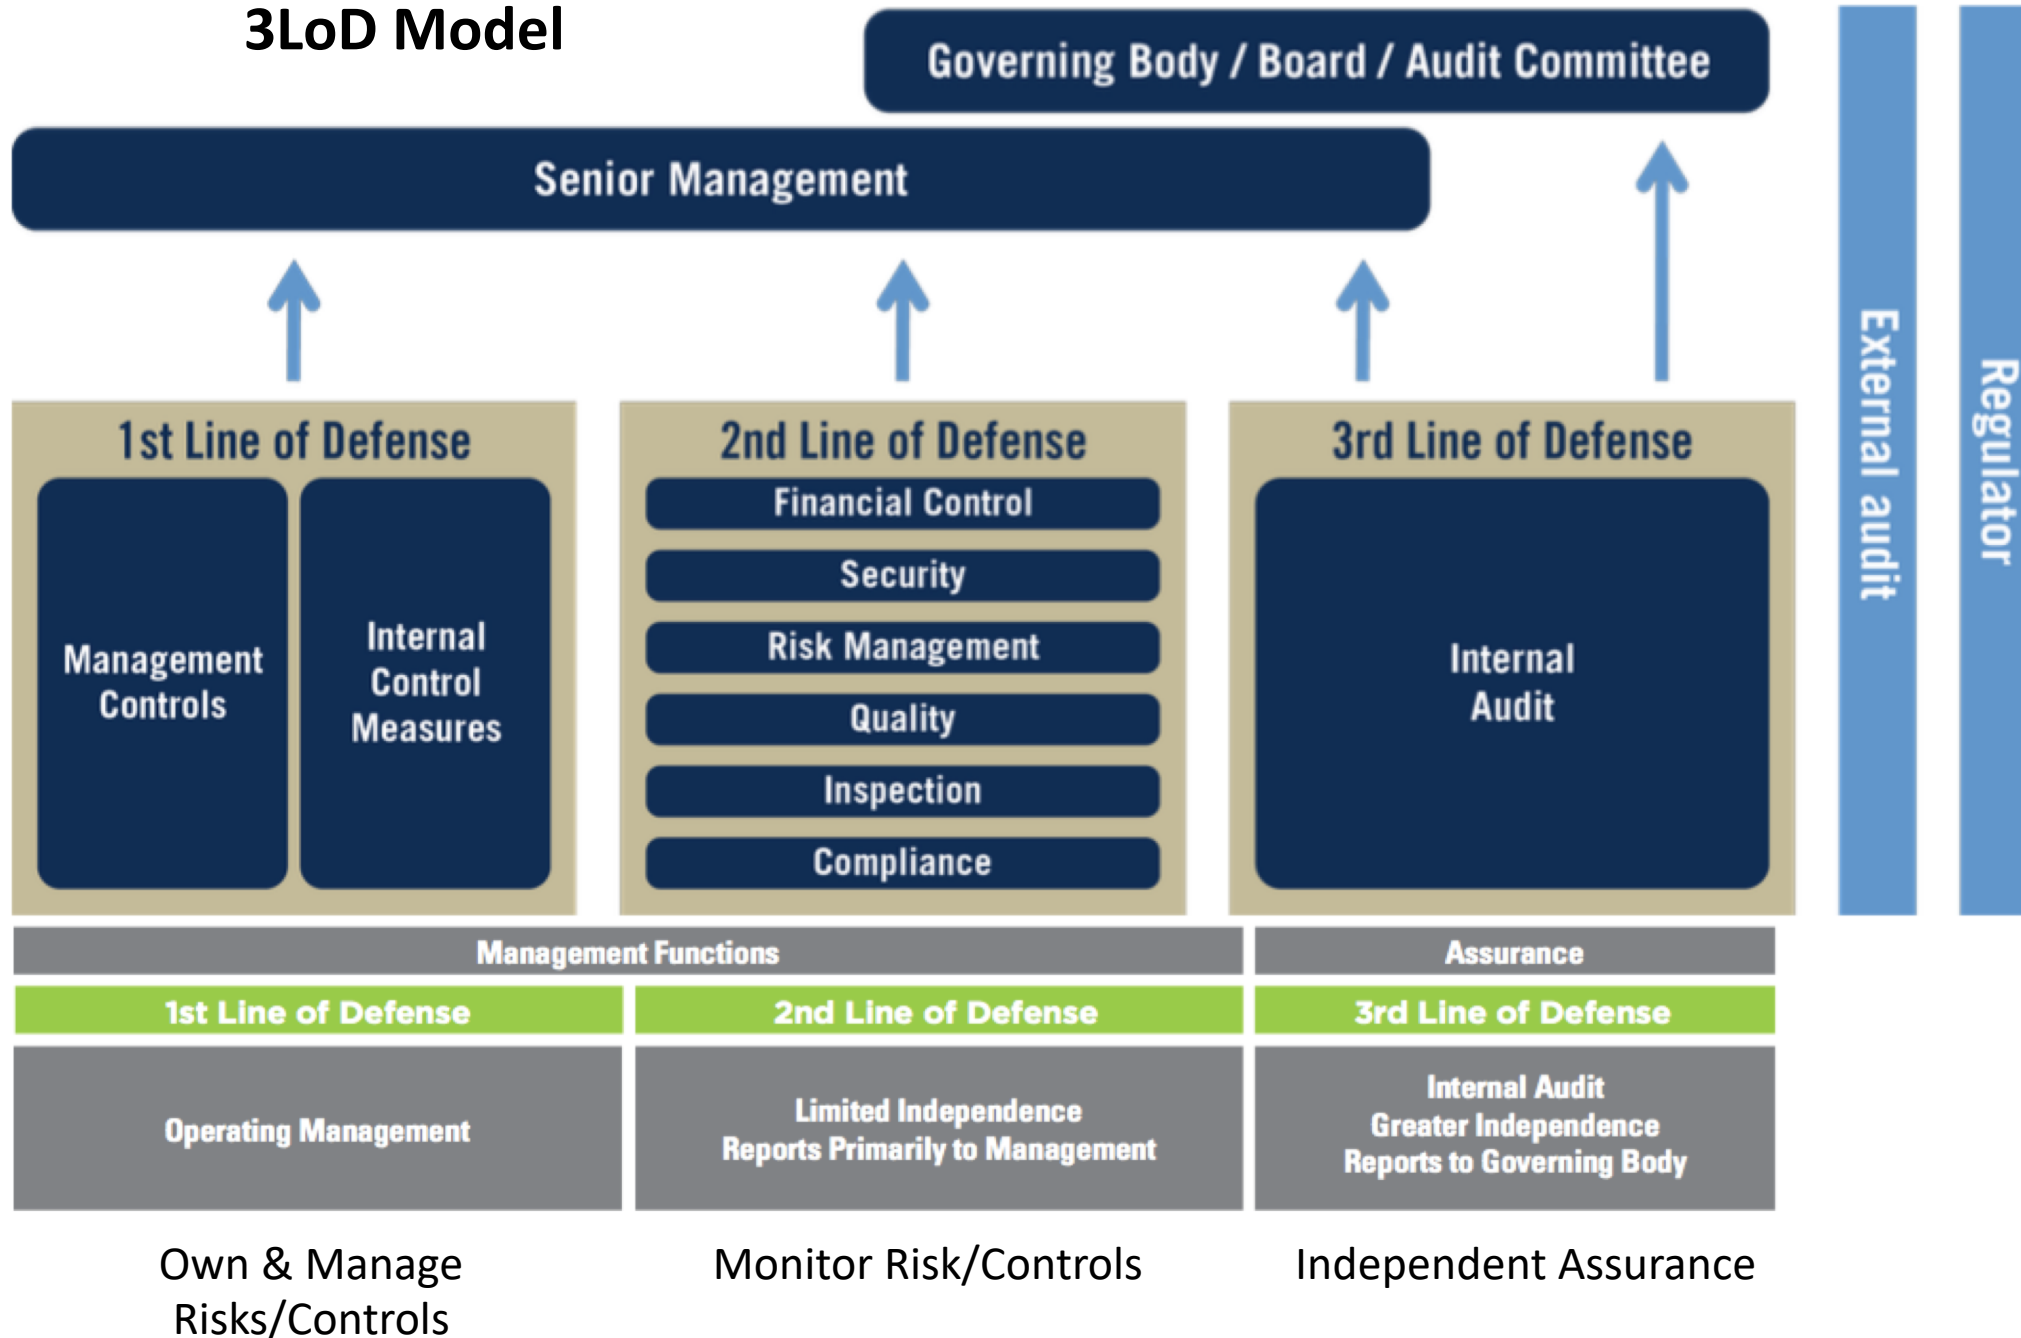 3LoD Model
Governing Body / Board / Audit Committee
Senior Management
1st Line of Defense
Management
Controls
Internal
Control
Measures
2nd Line of Defense
Financial Control
Security
Risk Management
Quality
Inspection
Compliance
3rd Line of Defense
Internal
Audit
External audit
Regulator
Management Functions
Assurance
1st Line of Defense
2nd Line of Defense
3rd Line of Defense
Operating Management
Limited Independence
Reports Primarily to Management
Internal Audit
Greater Independence
Reports to Governing Body
Own & Manage
Risks/Controls
Monitor Risk/Controls
Independent Assurance